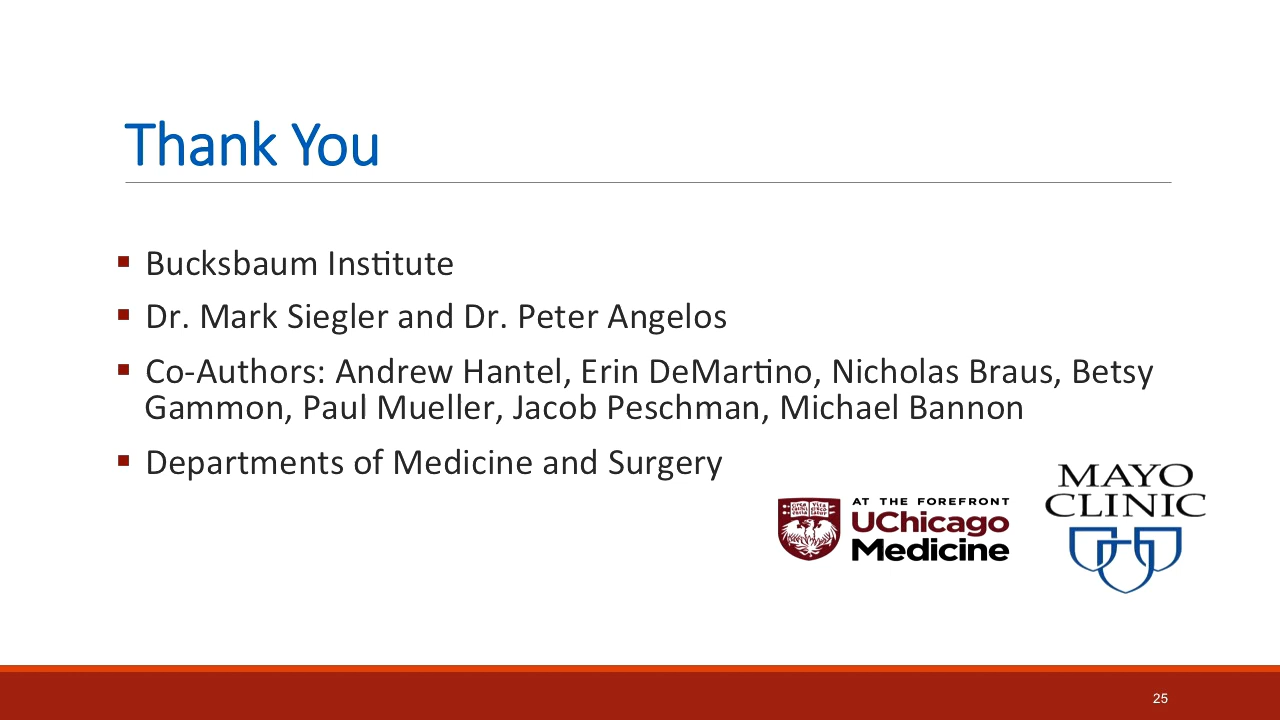 Thank You
Bucksbaum Institute
Dr. Mark Siegler and Dr. Peter Angelos
Co-Authors: Andrew Hantel, Erin DeMartino, Nicholas Braus, Betsy
Gammon, Paul Mueller, Jacob Peschman, Michael Bannon
Departments of Medicine and Surgery
AT THE FOREFRONT
UChicago
Medicine
MAYO
CLINIC
25